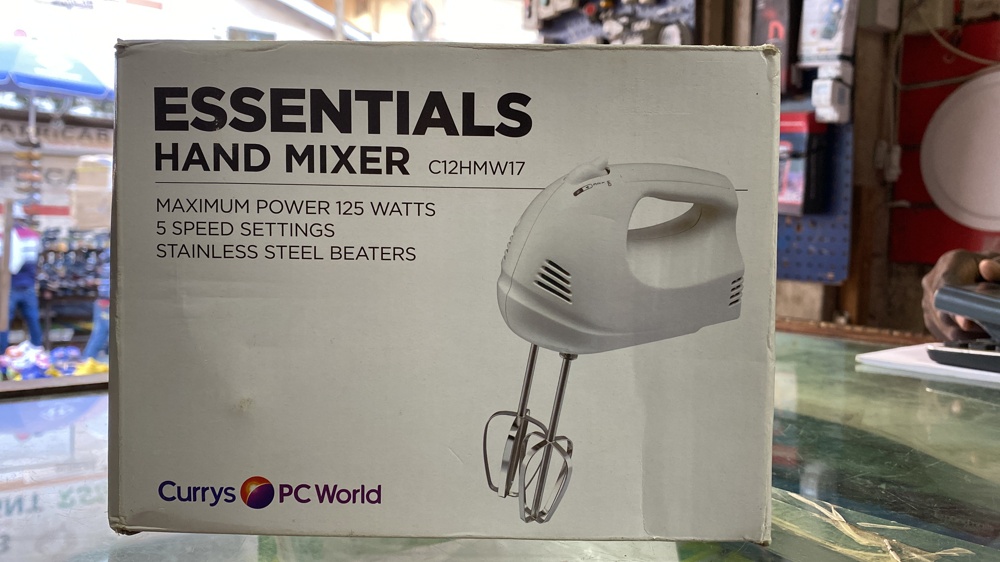 ESSENTIALS
HAND MIXER C12HMW17
MAXIMUM POWER 125 WATTS
5 SPEED SETTINGS
STAINLESS STEEL BEATERS
Currys PC World